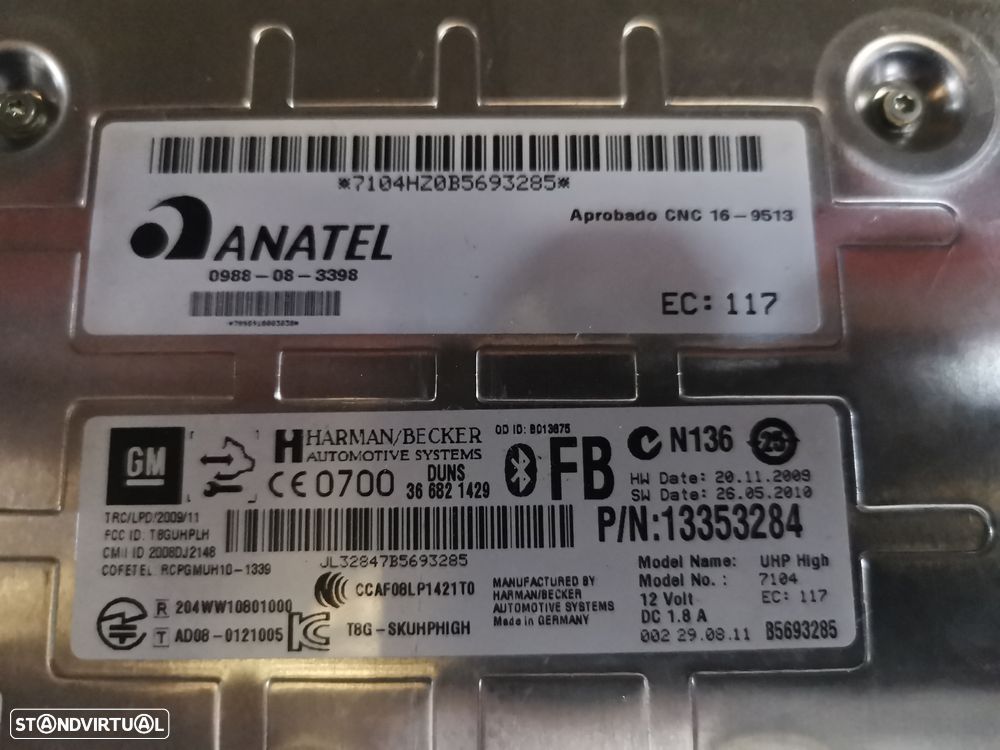 *7104HZ0B5693285*
Aprobado CNC 16-9513
ANATEL
0988-08-3398
EC: 117
GM
HARMAN/BECKER
AUTOMOTIVE SYSTEMS
QD ID: B013675
CE 0700
DUNS
36 682 1429
FB
N136
25
HW Date: 20.11.2009
SW Date: 26.05.2010
P/N:13353284
TRC/LPD/2009/11
FCC ID: T8GUHPLH
CMII ID 2008DJ2148
COFETEL RCPGMUH10-1339
JL32847B5693285
CCAF08LP1421T0
R 204WW10801000
T AD08-0121005
T8G-SKUHPHIGH
MANUFACTURED BY
HARMAN/BECKER
AUTOMOTIVE SYSTEMS
Made in GERMANY
Model Name: UHP High
Model No.: 7104
12 Volt EC: 117
DC 1.8 A
002 29.08.11 B5693285
STANDVIRTUAL